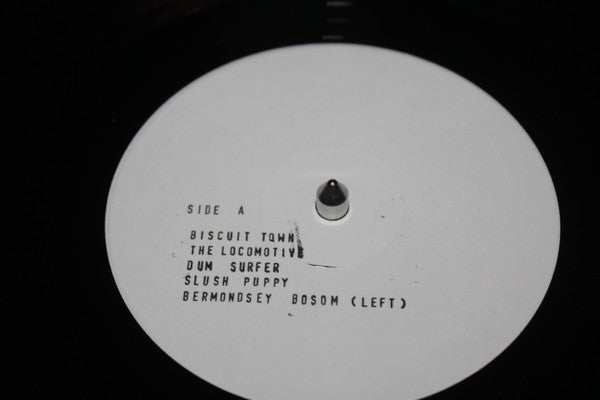 SIDE A
BISCUIT TOWN
THE LOCOMOTIVE
DUM SURFER
SLUSH PUPPY
BERMONDSEY BOSOM (LEFT)